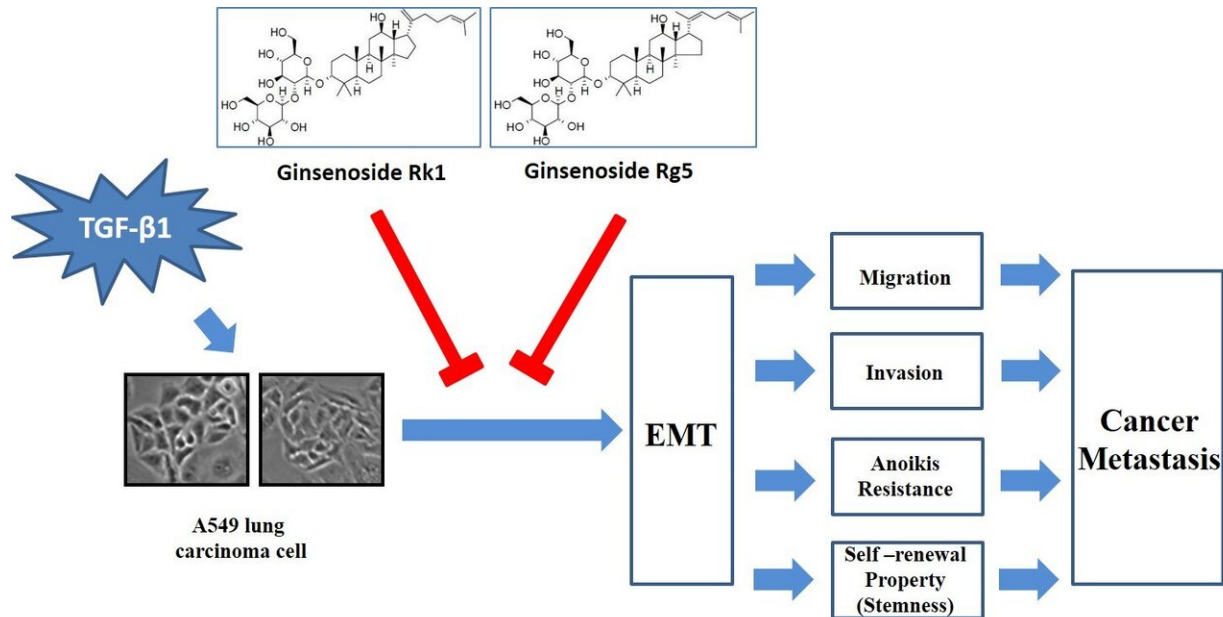 Ginsenoside Rk1
Ginsenoside Rg5
TGF-β1
A549 lung
carcinoma cell
EMT
Migration
Invasion
Anoikis
Resistance
Self –renewal
Property
(Stemness)
Cancer
Metastasis